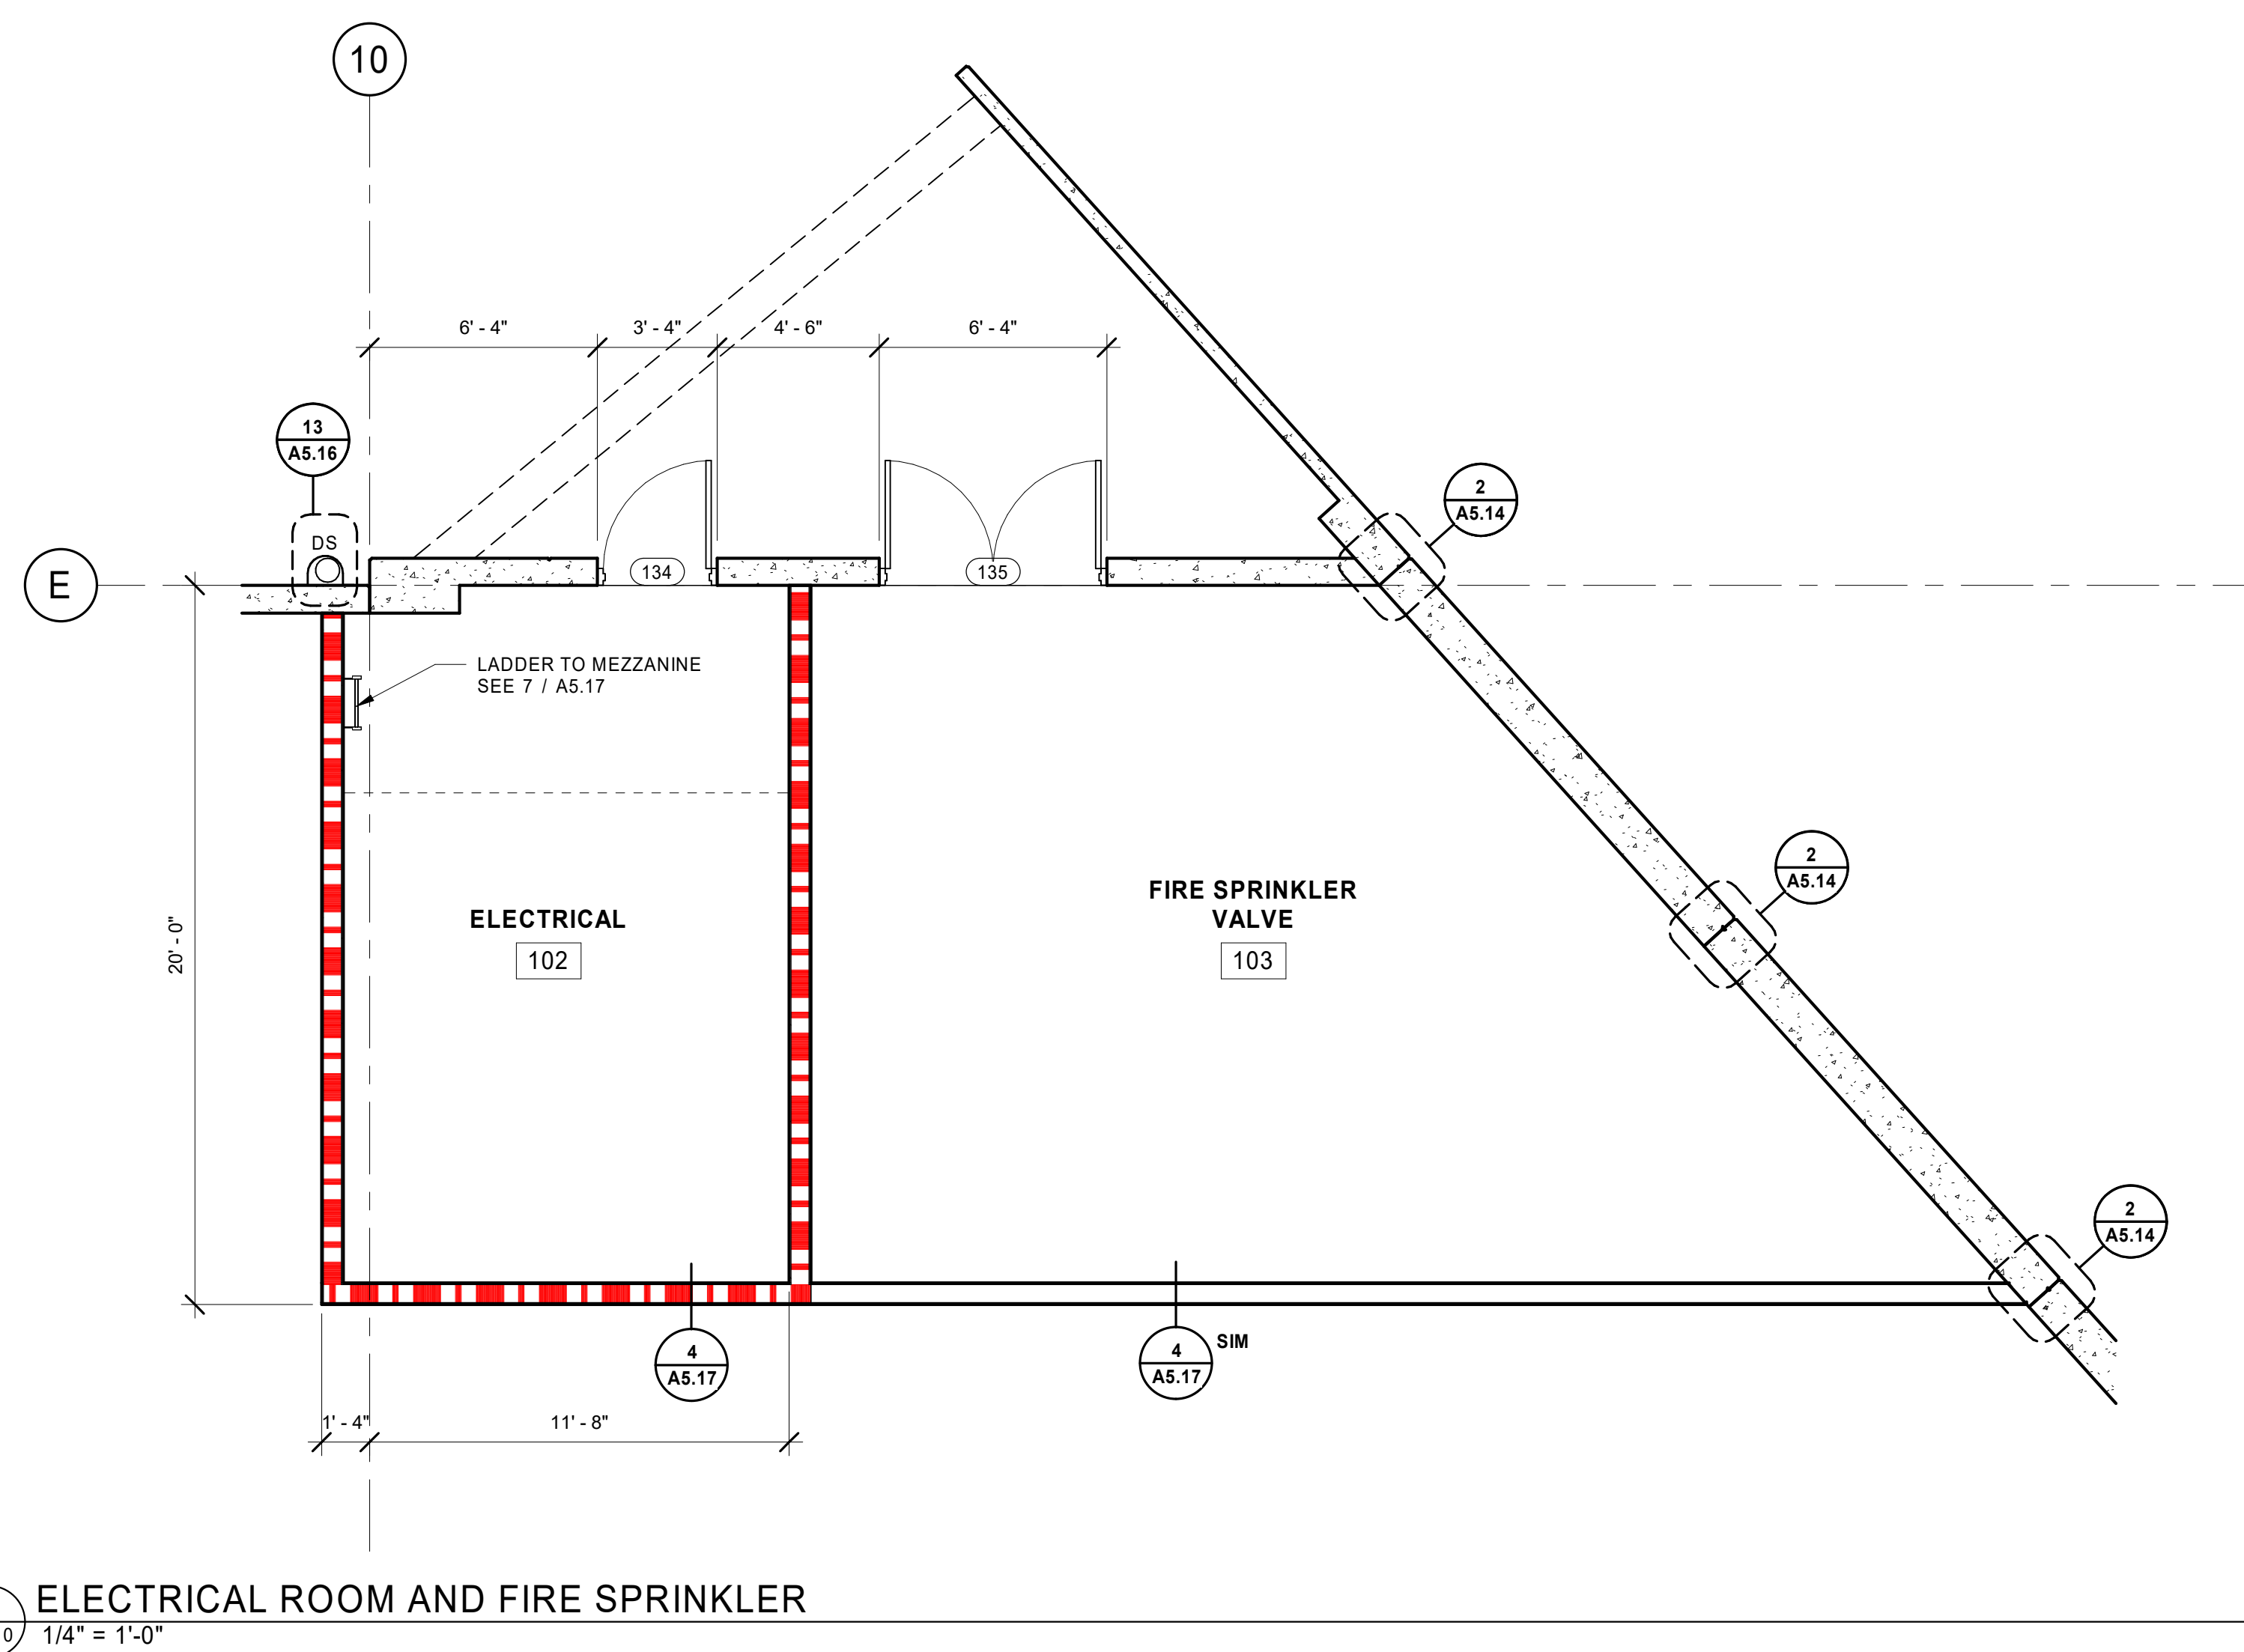 10
6' - 4"
3' - 4"
4' - 6"
6' - 4"
13
A5.16
DS
2
A5.14
E
134
135
LADDER TO MEZZANINE
SEE 7 / A5.17
20' - 0"
ELECTRICAL
102
FIRE SPRINKLER
VALVE
103
2
A5.14
2
A5.14
4
A5.17
4
A5.17
SIM
1' - 4"
11' - 8"
ELECTRICAL ROOM AND FIRE SPRINKLER
0
1/4" = 1'-0"